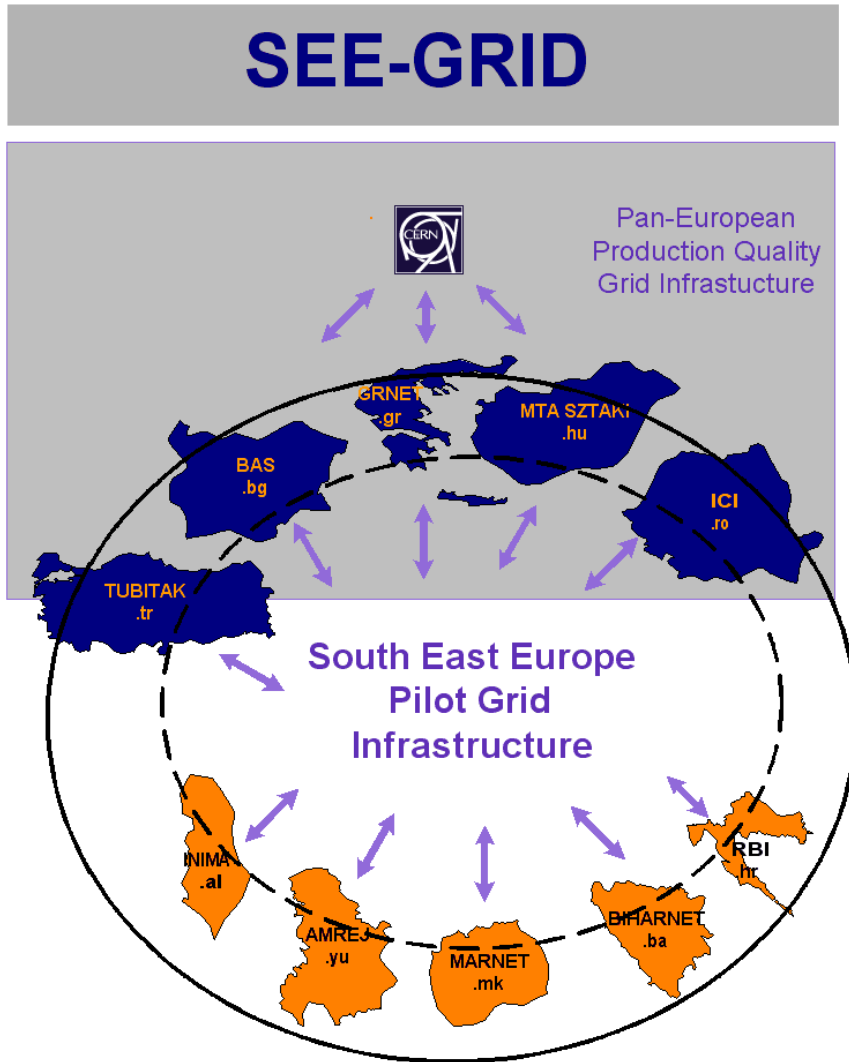 SEE-GRID
CERN
Pan-European
Production Quality
Grid Infrastucture
GRNET
.gr
MTA SZTAKi
.hu
BAS
.bg
ICI
.ro
TUBITAK
.tr
South East Europe
Pilot Grid
Infrastructure
INIMA
.al
AMREJ
.yu
MARNET
.mk
BIHARNET
.ba
RBI
.hr